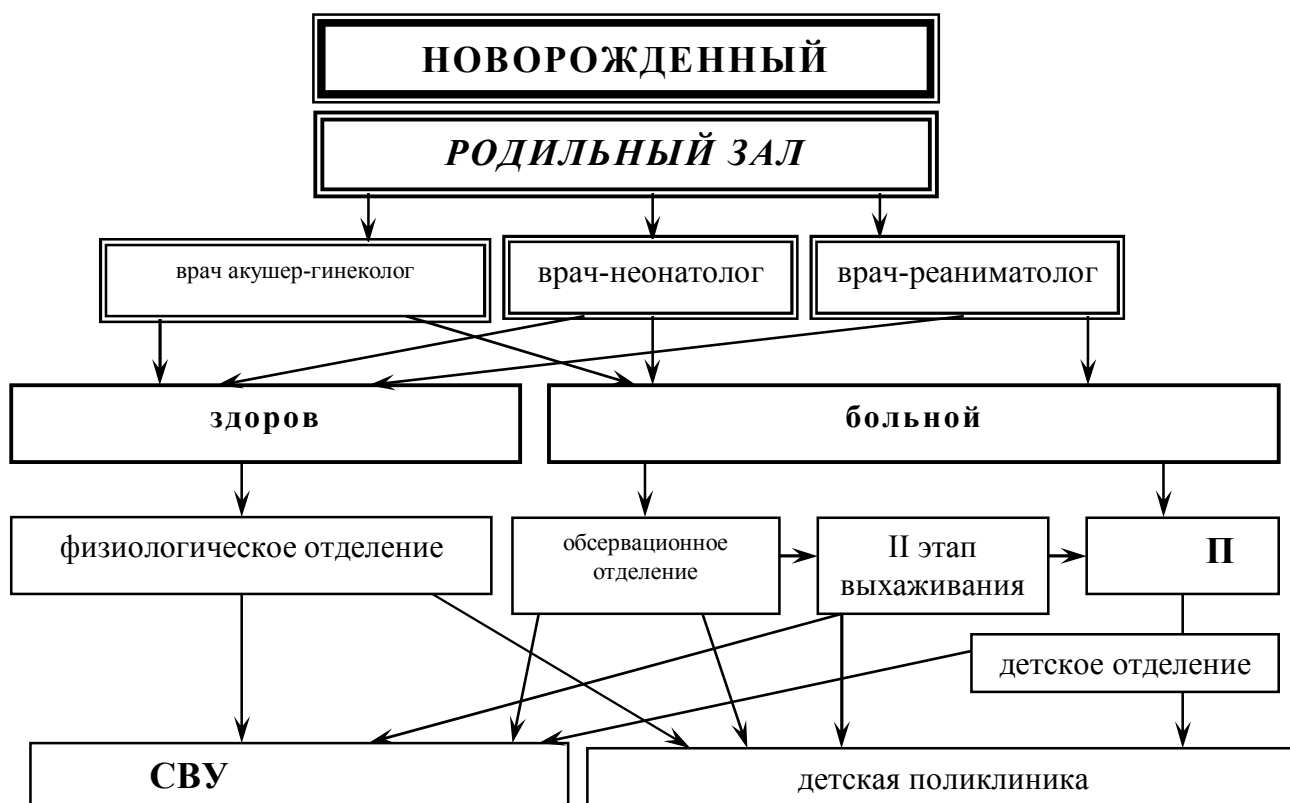 НОВОРОЖДЕННЫЙ
РОДИЛЬНЫЙ ЗАЛ
врач акушер-гинеколог
врач-неонатолог
врач-реаниматолог
здоров
больной
физиологическое отделение
обсервационное
отделение
II этап
выхаживания
П
детское отделение
СВУ
детская поликлиника